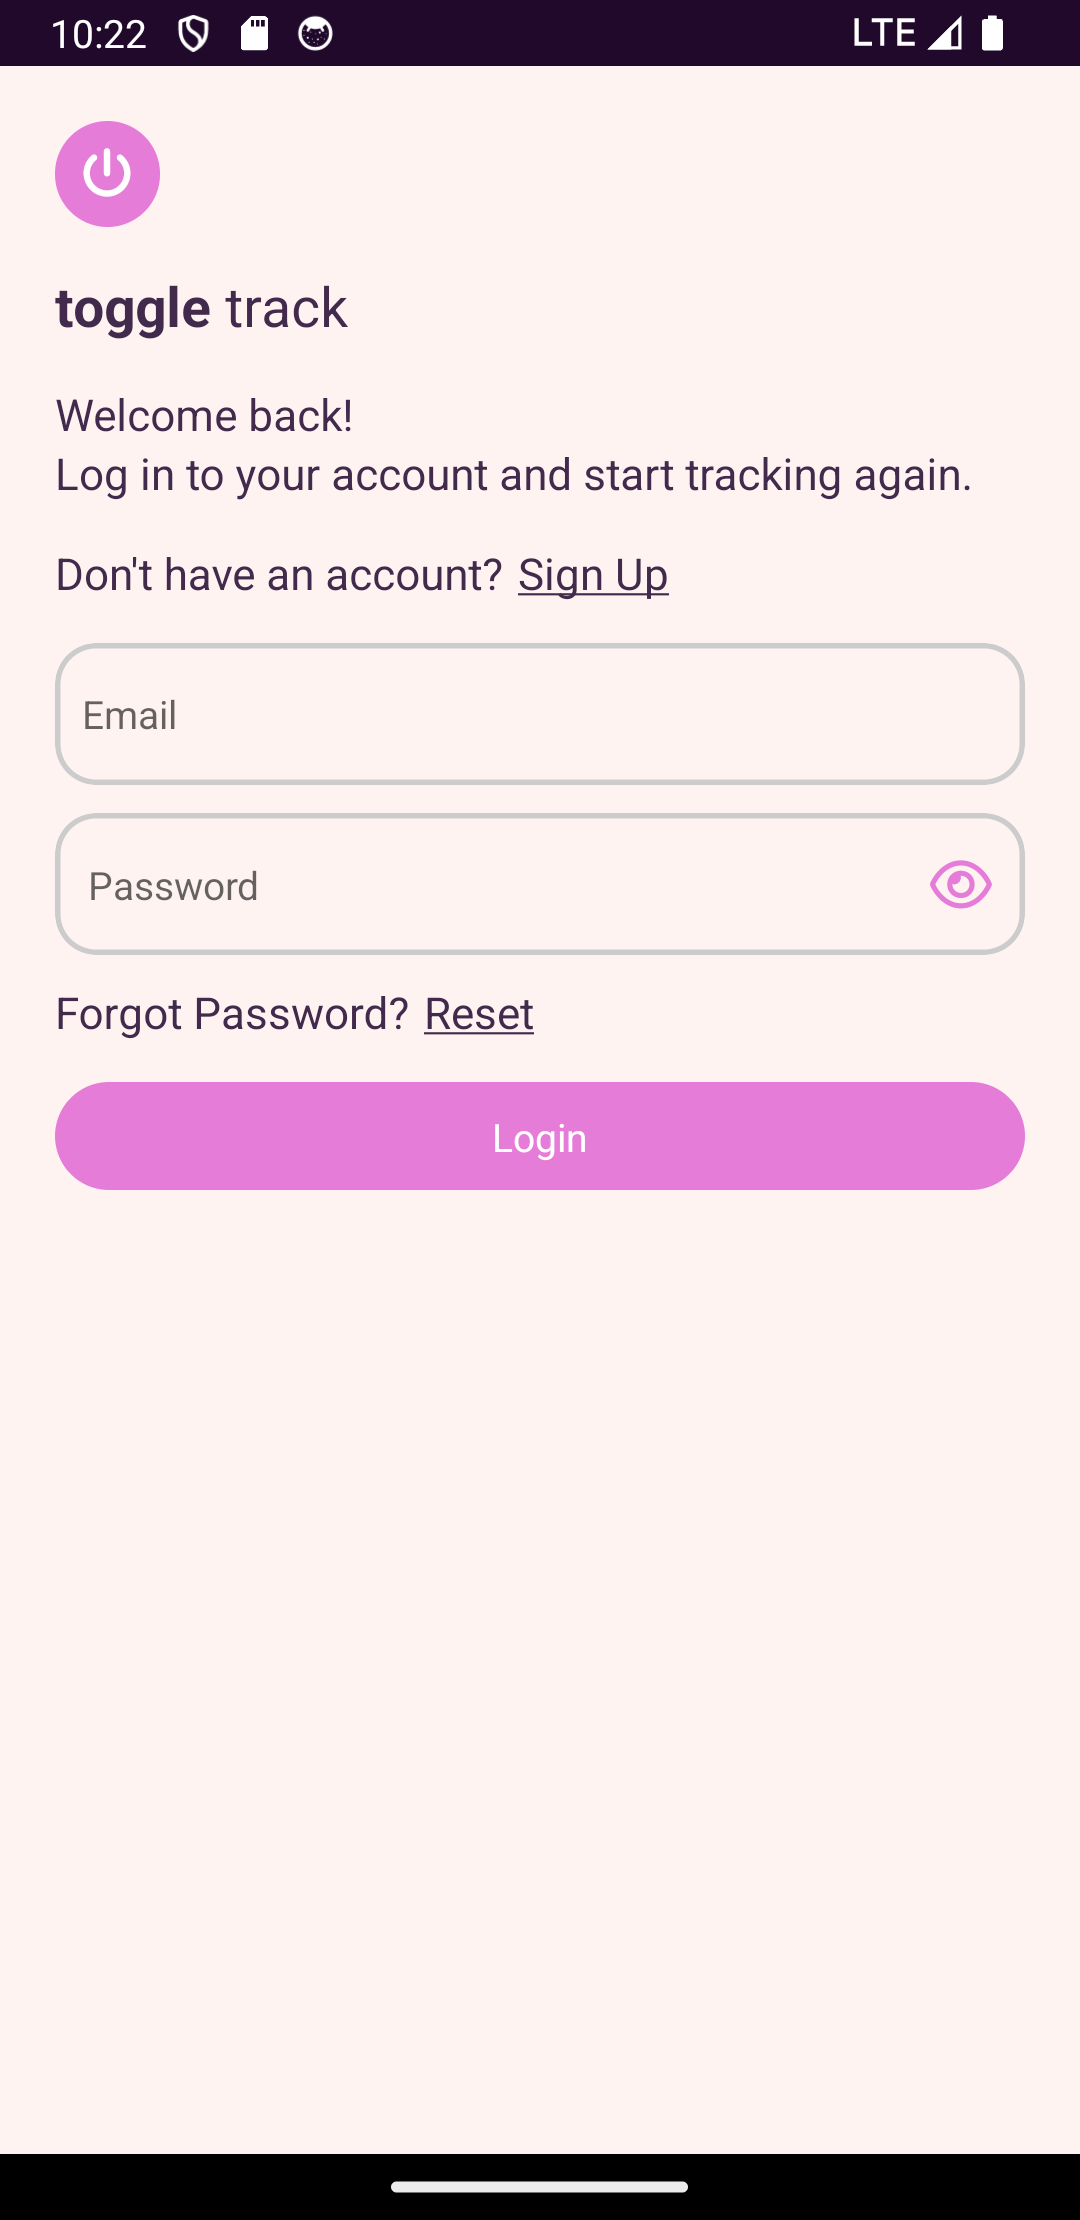 10:22 LTE
toggle track
Welcome back!
Log in to your account and start tracking again.
Don't have an account? Sign Up
Email
Password
Forgot Password? Reset
Login